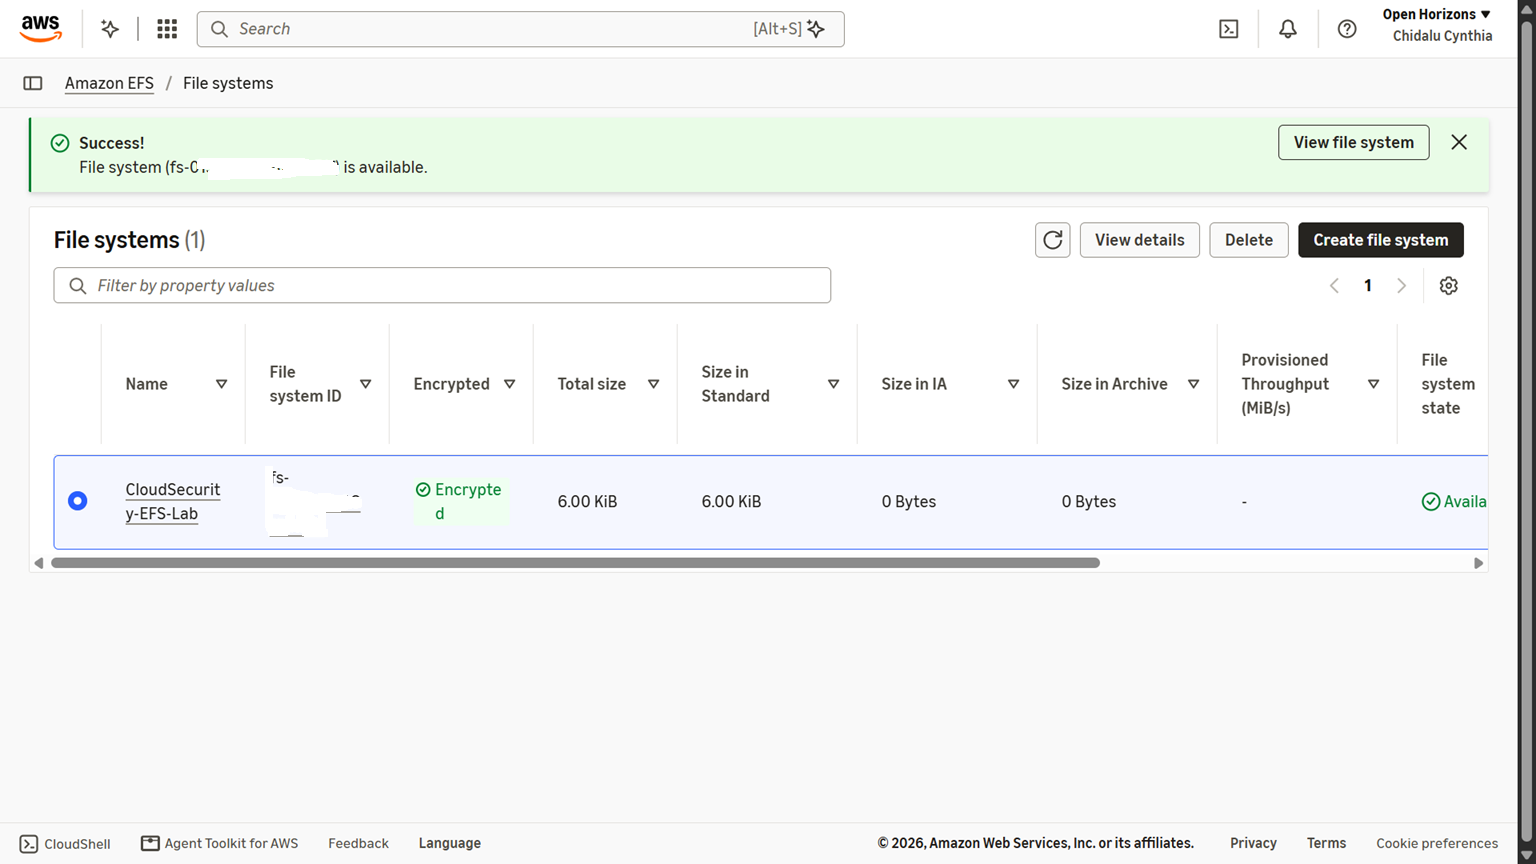 aws
Search
[Alt+S]
Open Horizons
Chidalu Cynthia
Amazon EFS / File systems
Success!
View file system
File system (fs-0 is available.
File systems (1)
View details
Delete
Create file system
Filter by property values
1
Name
File
system ID
Encrypted
Total size
Size in
Standard
Size in IA
Size in Archive
Provisioned
Throughput
(MiB/s)
File
system
state
CloudSecurit
y-EFS-Lab
fs-
Encrypte
d
6.00 KiB
6.00 KiB
0 Bytes
0 Bytes
-
Availa
CloudShell
Agent Toolkit for AWS
Feedback
Language
© 2026, Amazon Web Services, Inc. or its affiliates.
Privacy
Terms
Cookie preferences